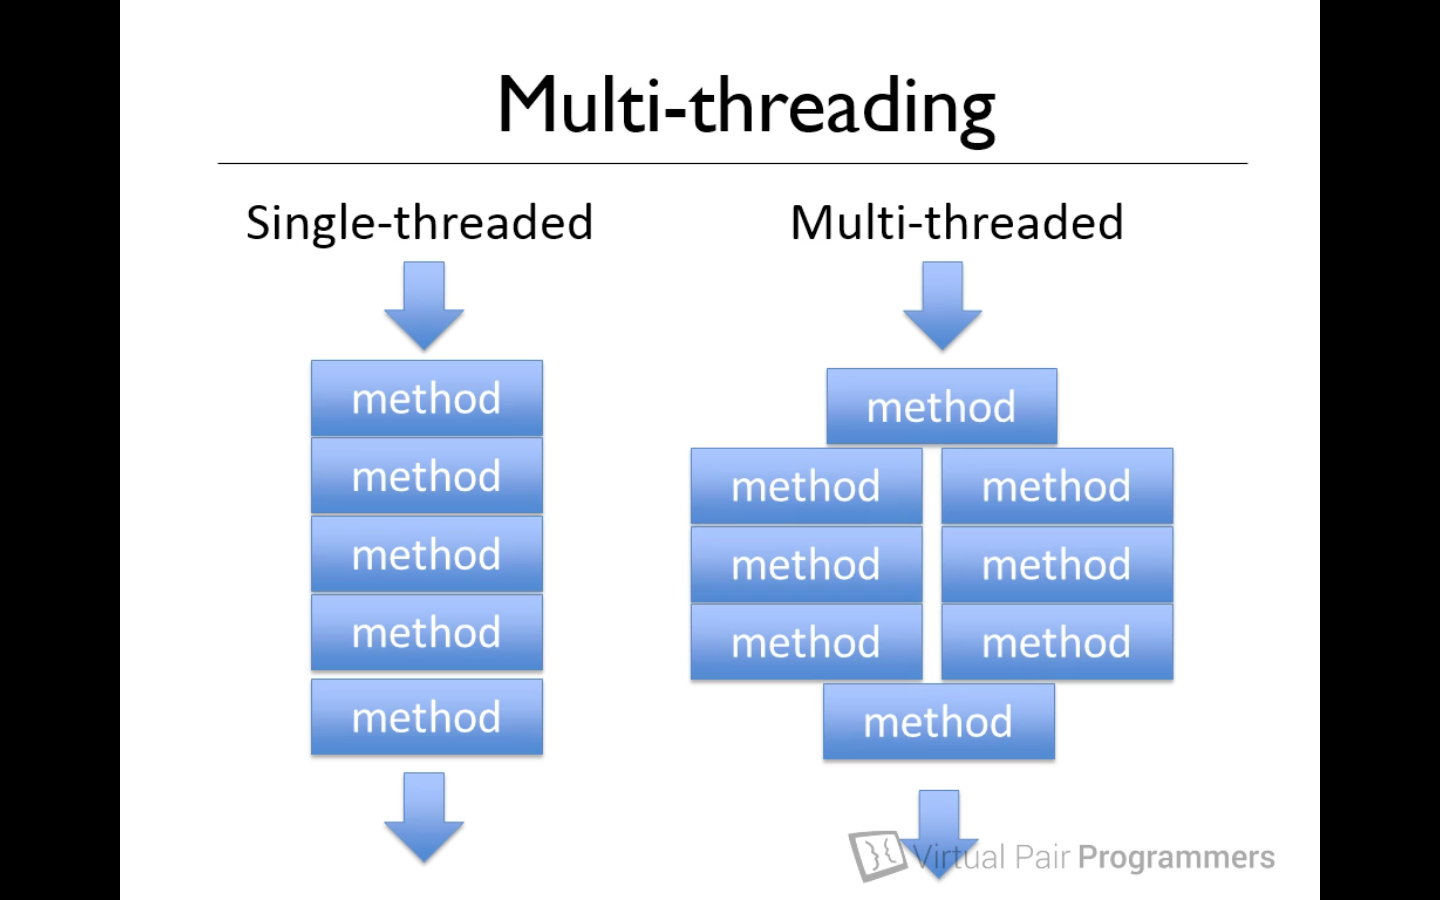 Multi-threading
Single-threaded
method
method
method
method
method
Multi-threaded
method
method method
method method
method method
method
Virtual Pair Programmers